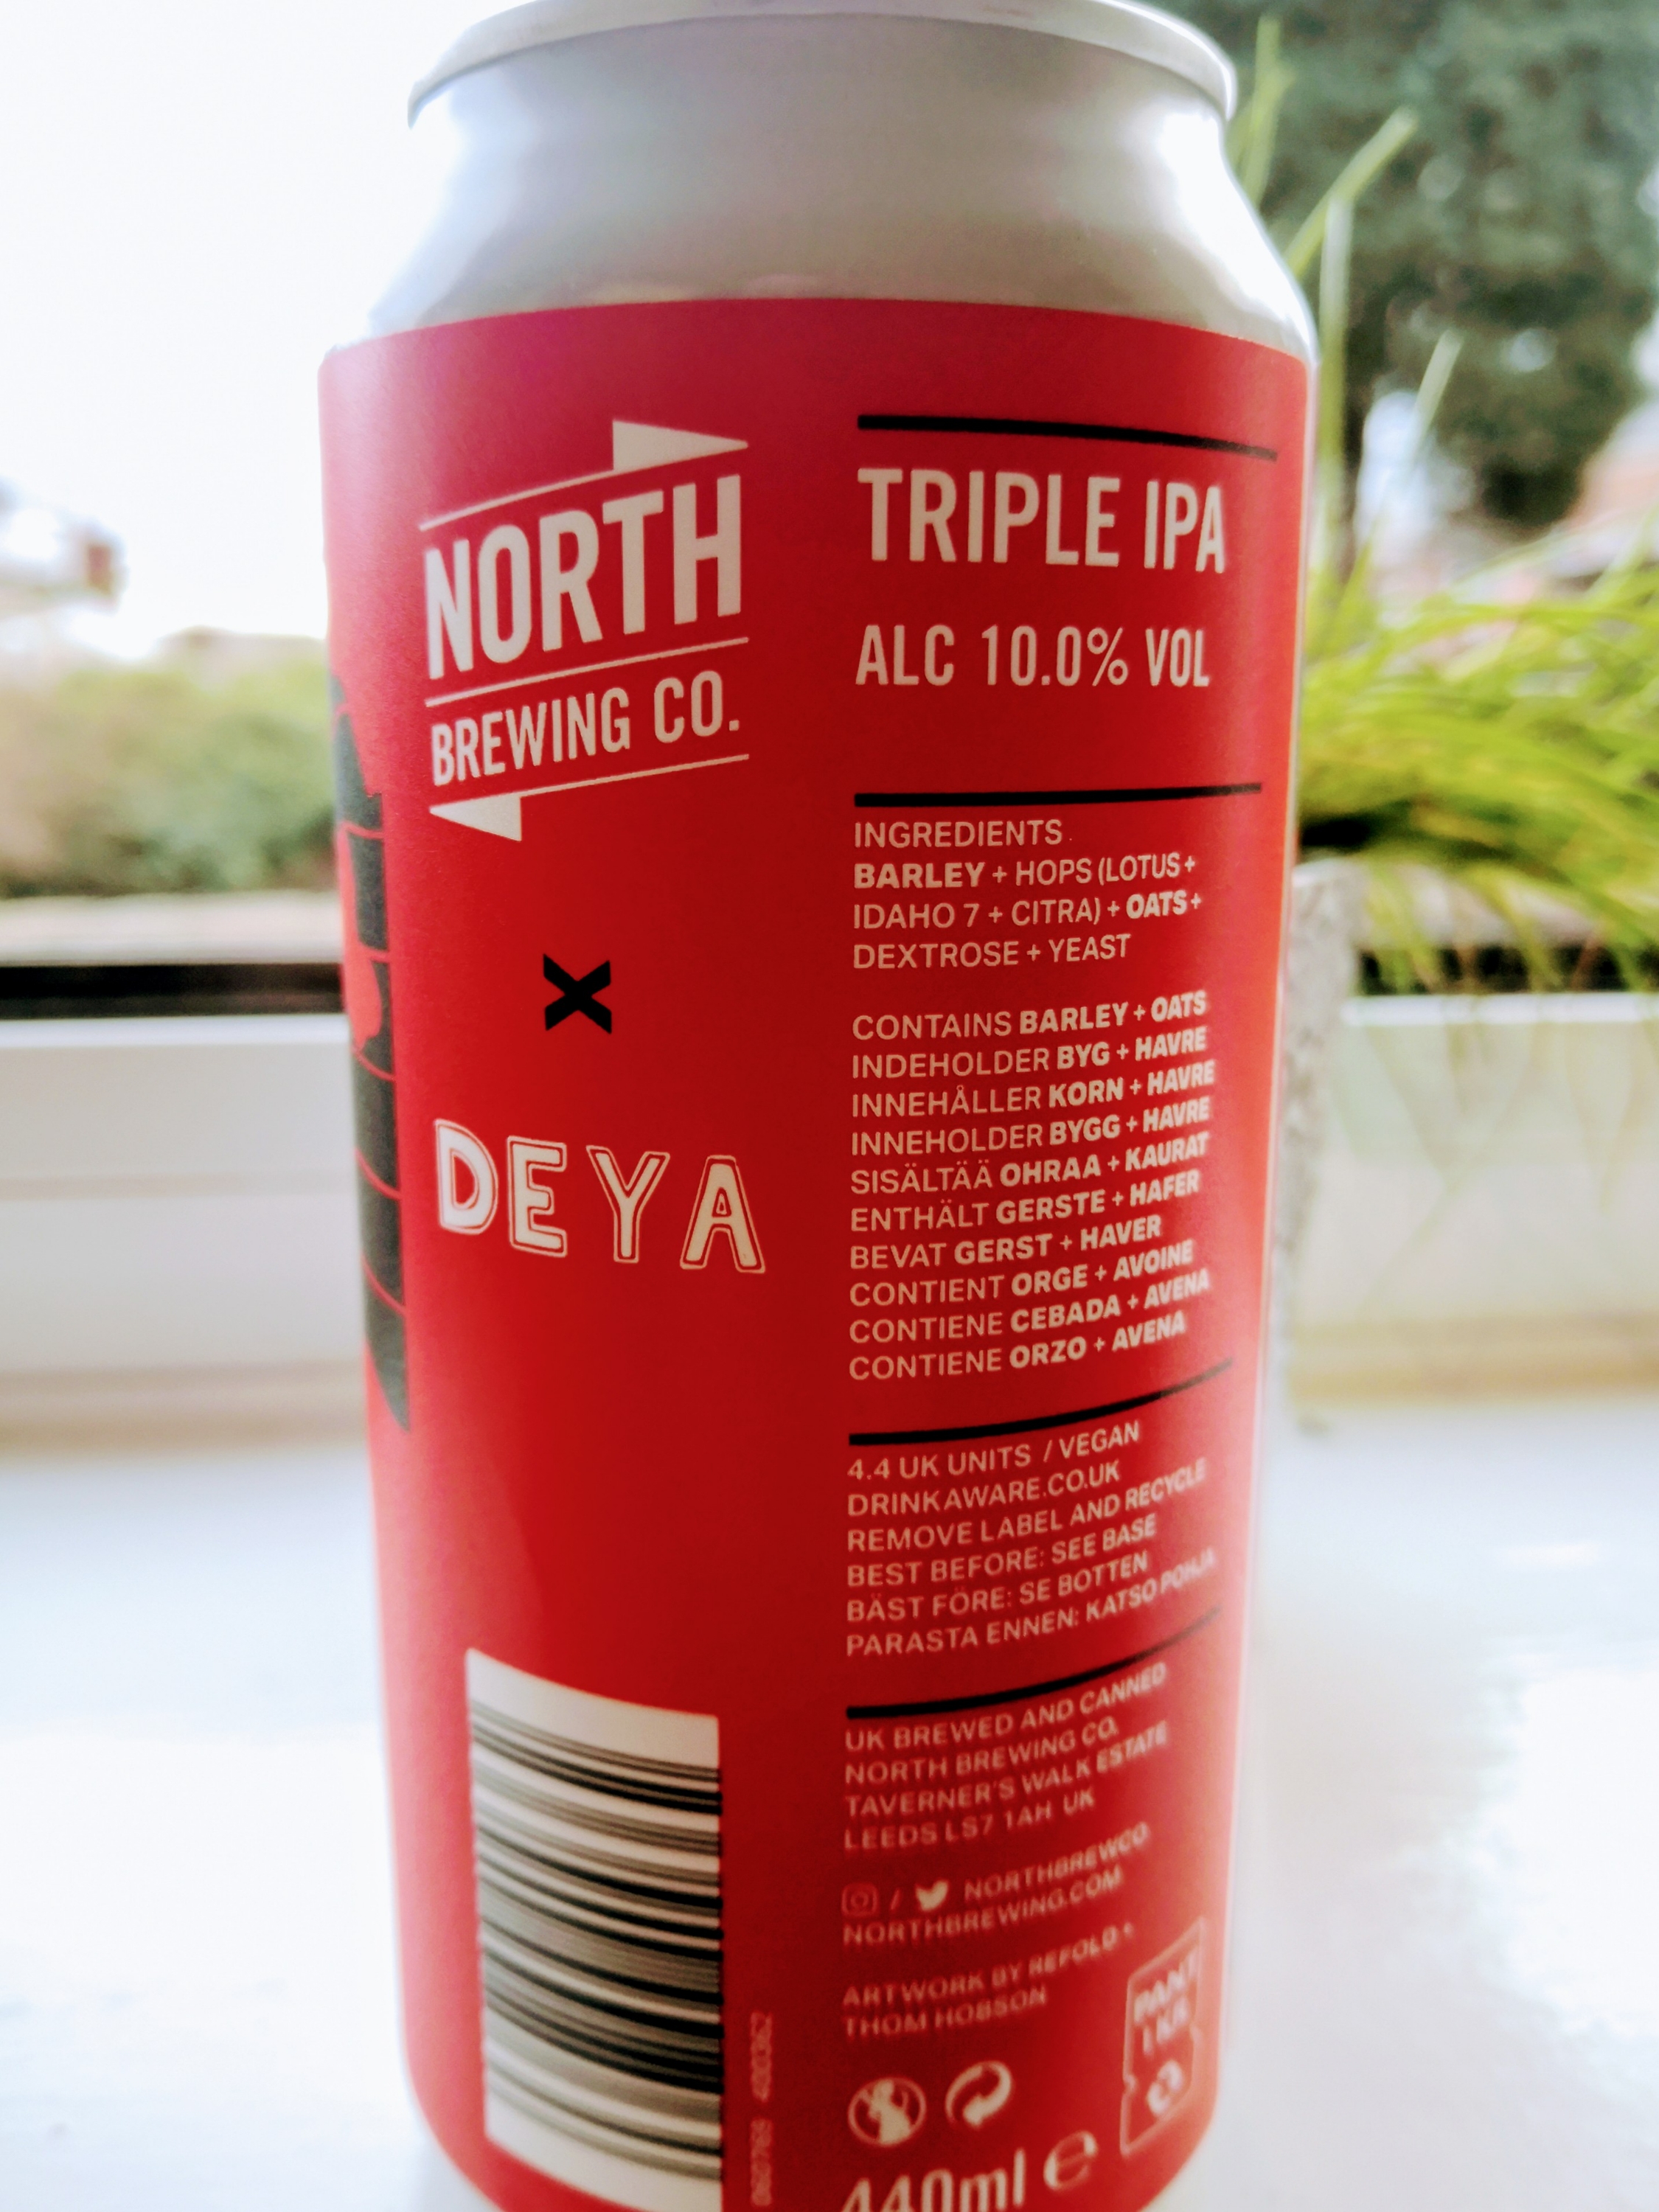 NORTH
BREWING CO.
X
DEYA
TRIPLE IPA
ALC 10.0% VOL
INGREDIENTS
BARLEY + HOPS (LOTUS +
IDAHO 7 + CITRA) + OATS +
DEXTROSE + YEAST
CONTAINS BARLEY + OATS
INDEHOLDER BYG + HAVRE
INNEHÅLLER KORN + HAVRE
INNEHOLDER BYGG + HAVRE
SISÄLTÄÄ OHRAA + KAURAT
ENTHÄLT GERSTE + HAFER
BEVAT GERST + HAVER
CONTIENT ORGE + AVOINE
CONTIENE CEBADA + AVENA
CONTIENE ORZO + AVENA
4.4 UK UNITS / VEGAN
DRINKAWARE.CO.UK
REMOVE LABEL AND RECYCLE
BEST BEFORE: SEE BASE
BÄST FÖRE: SE BOTTEN
PARASTA ENNEN: KATSO POHJA
UK BREWED AND CANNED
NORTH BREWING CO.
TAVERNER'S WALK ESTATE
LEEDS LS7 1AH UK
/ NORTHBREWCO
NORTHBREWING.COM
ARTWORK BY REFOLD +
THOM HOBSON
PANT
1 KR
440ml e